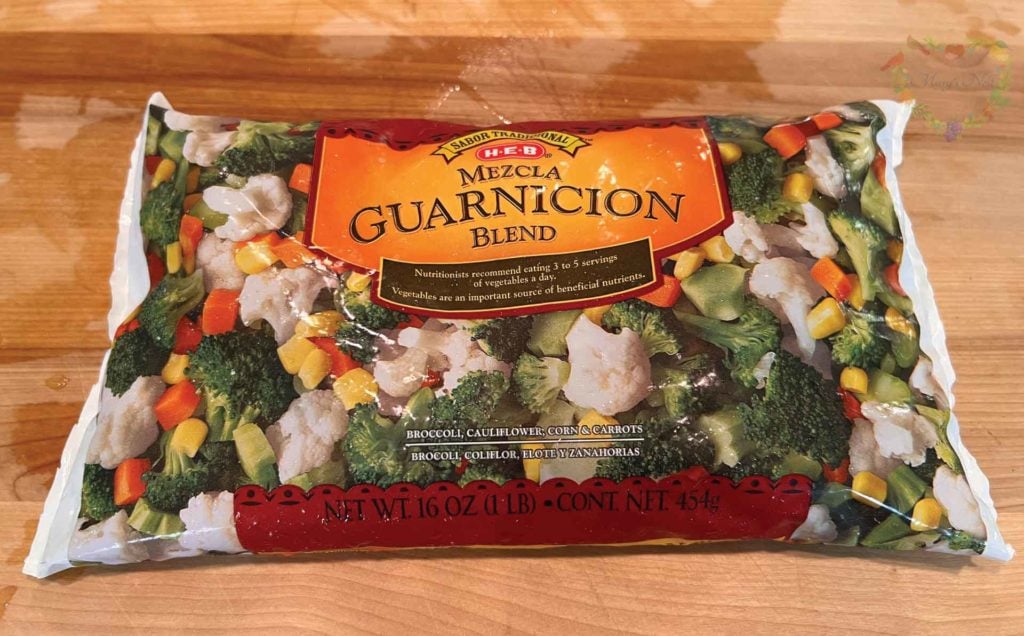 SABOR TRADICIONAL
H-E-B®
MEZCLA
GUARNICION
BLEND
Nutritionists recommend eating 3 to 5 servings
of vegetables a day.
Vegetables are an important source of beneficial nutrients.
BROCCOLI, CAULIFLOWER, CORN & CARROTS
BROCOLI, COLIFLOR, ELOTE Y ZANAHORIAS
NET WT. 16 OZ (1 LB) • CONT. NET. 454g